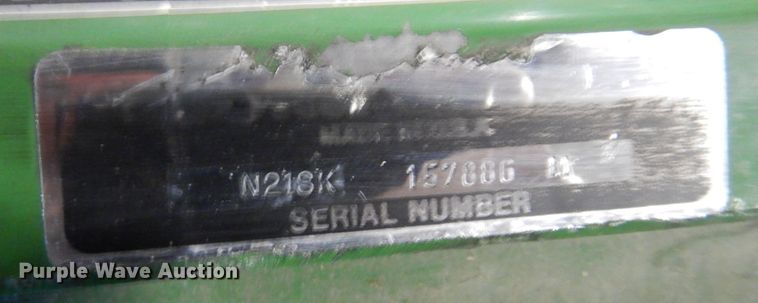 N218K 157886 M
SERIAL NUMBER
Purple Wave Auction